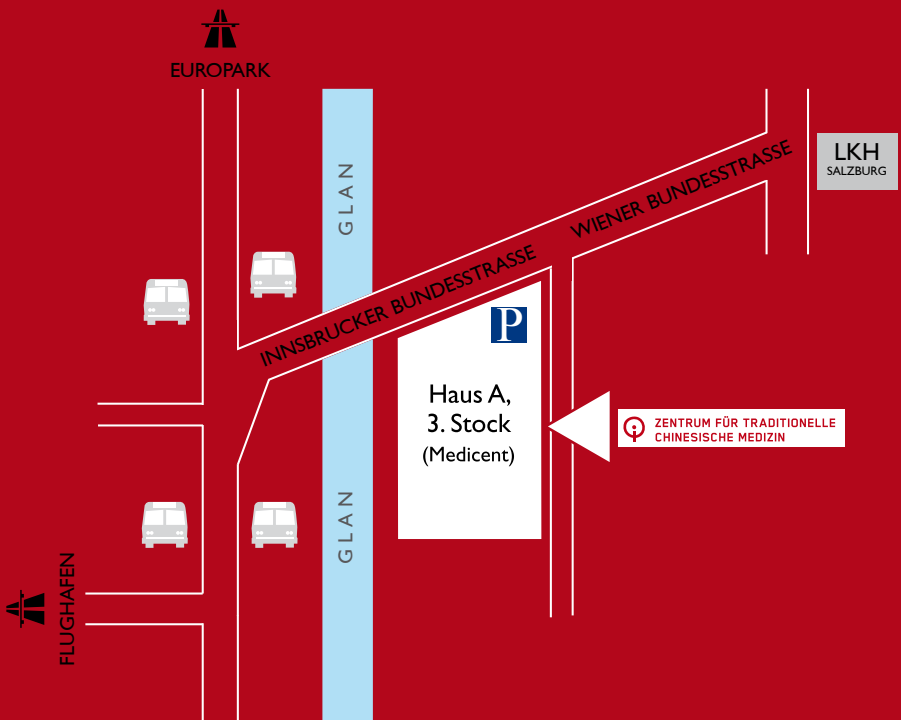 EUROPARK
LKH
SALZBURG
GLAN
WIENER BUNDESSTRASSE
INNSBRUCKER BUNDESSTRASSE
P
Haus A,
3. Stock
(Medicent)
ZENTRUM FÜR TRADITIONELLE
CHINESISCHE MEDIZIN
GLAN
FLUGHAFEN